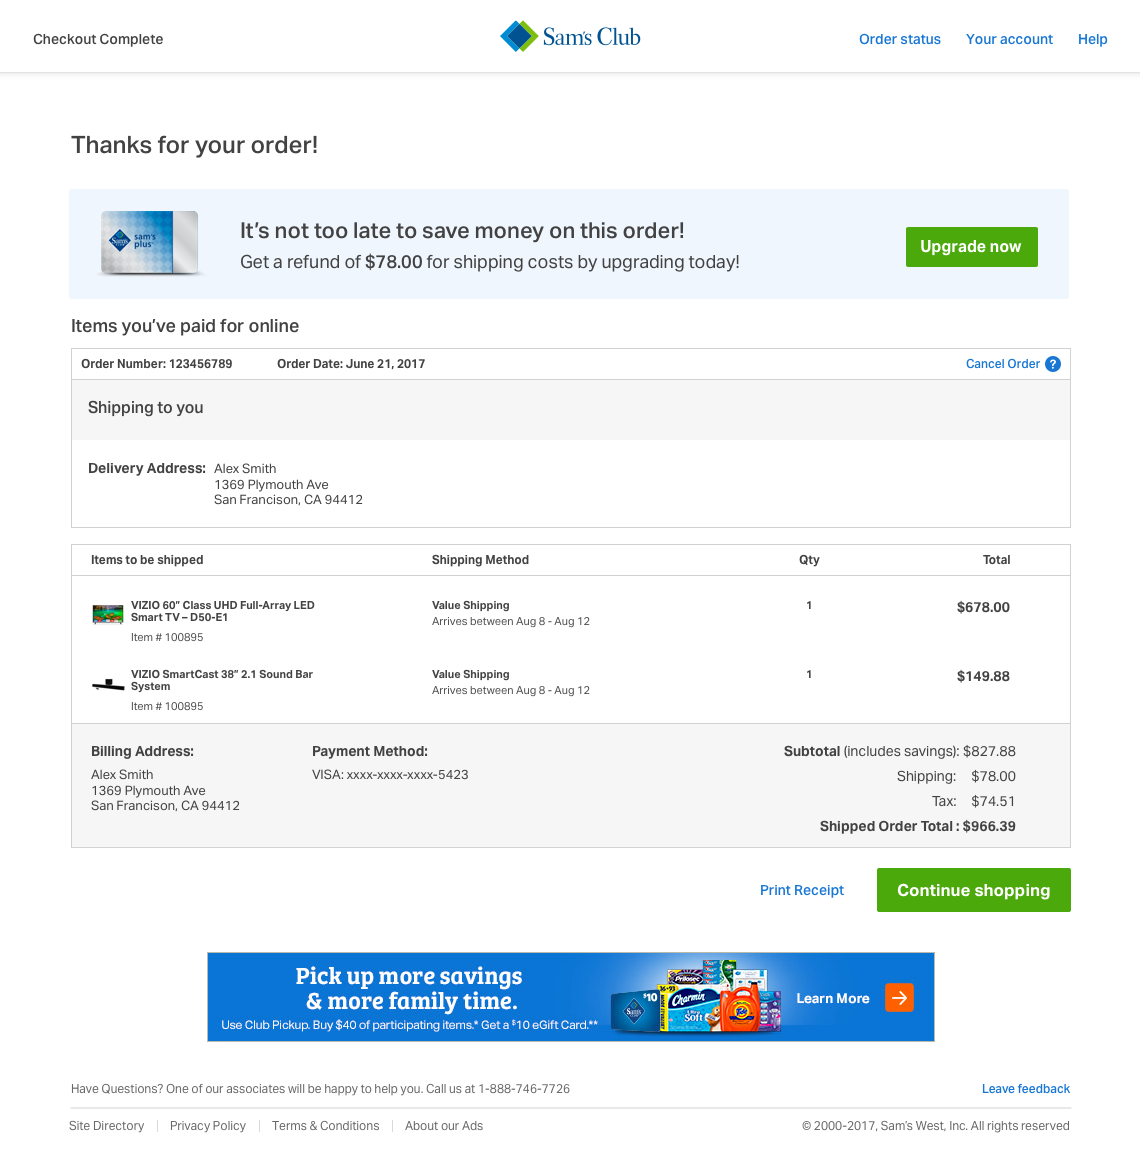 Checkout Complete
Sam's Club
Order status
Your account
Help
Thanks for your order!
sam's
plus
Sam's
It’s not too late to save money on this order!
Get a refund of $78.00 for shipping costs by upgrading today!
Upgrade now
Items you’ve paid for online
Order Number: 123456789
Order Date: June 21, 2017
Cancel Order ?
Shipping to you
Delivery Address: Alex Smith
1369 Plymouth Ave
San Francison, CA 94412
Items to be shipped
Shipping Method
Qty
Total
VIZIO 60” Class UHD Full-Array LED
Smart TV – D50-E1
Item # 100895
Value Shipping
Arrives between Aug 8 - Aug 12
1
$678.00
VIZIO SmartCast 38” 2.1 Sound Bar
System
Item # 100895
Value Shipping
Arrives between Aug 8 - Aug 12
1
$149.88
Billing Address:
Alex Smith
1369 Plymouth Ave
San Francison, CA 94412
Payment Method:
VISA: xxxx-xxxx-xxxx-5423
Subtotal (includes savings): $827.88
Shipping: $78.00
Tax: $74.51
Shipped Order Total : $966.39
Print Receipt
Continue shopping
Pick up more savings
& more family time.
Use Club Pickup. Buy $40 of participating items.* Get a $10 eGift Card.**
$10
Sam's
Prilosec
Charmin
Ultra
Soft
Tide
Learn More
Have Questions? One of our associates will be happy to help you. Call us at 1-888-746-7726
Leave feedback
Site Directory
Privacy Policy
Terms & Conditions
About our Ads
© 2000-2017, Sam’s West, Inc. All rights reserved